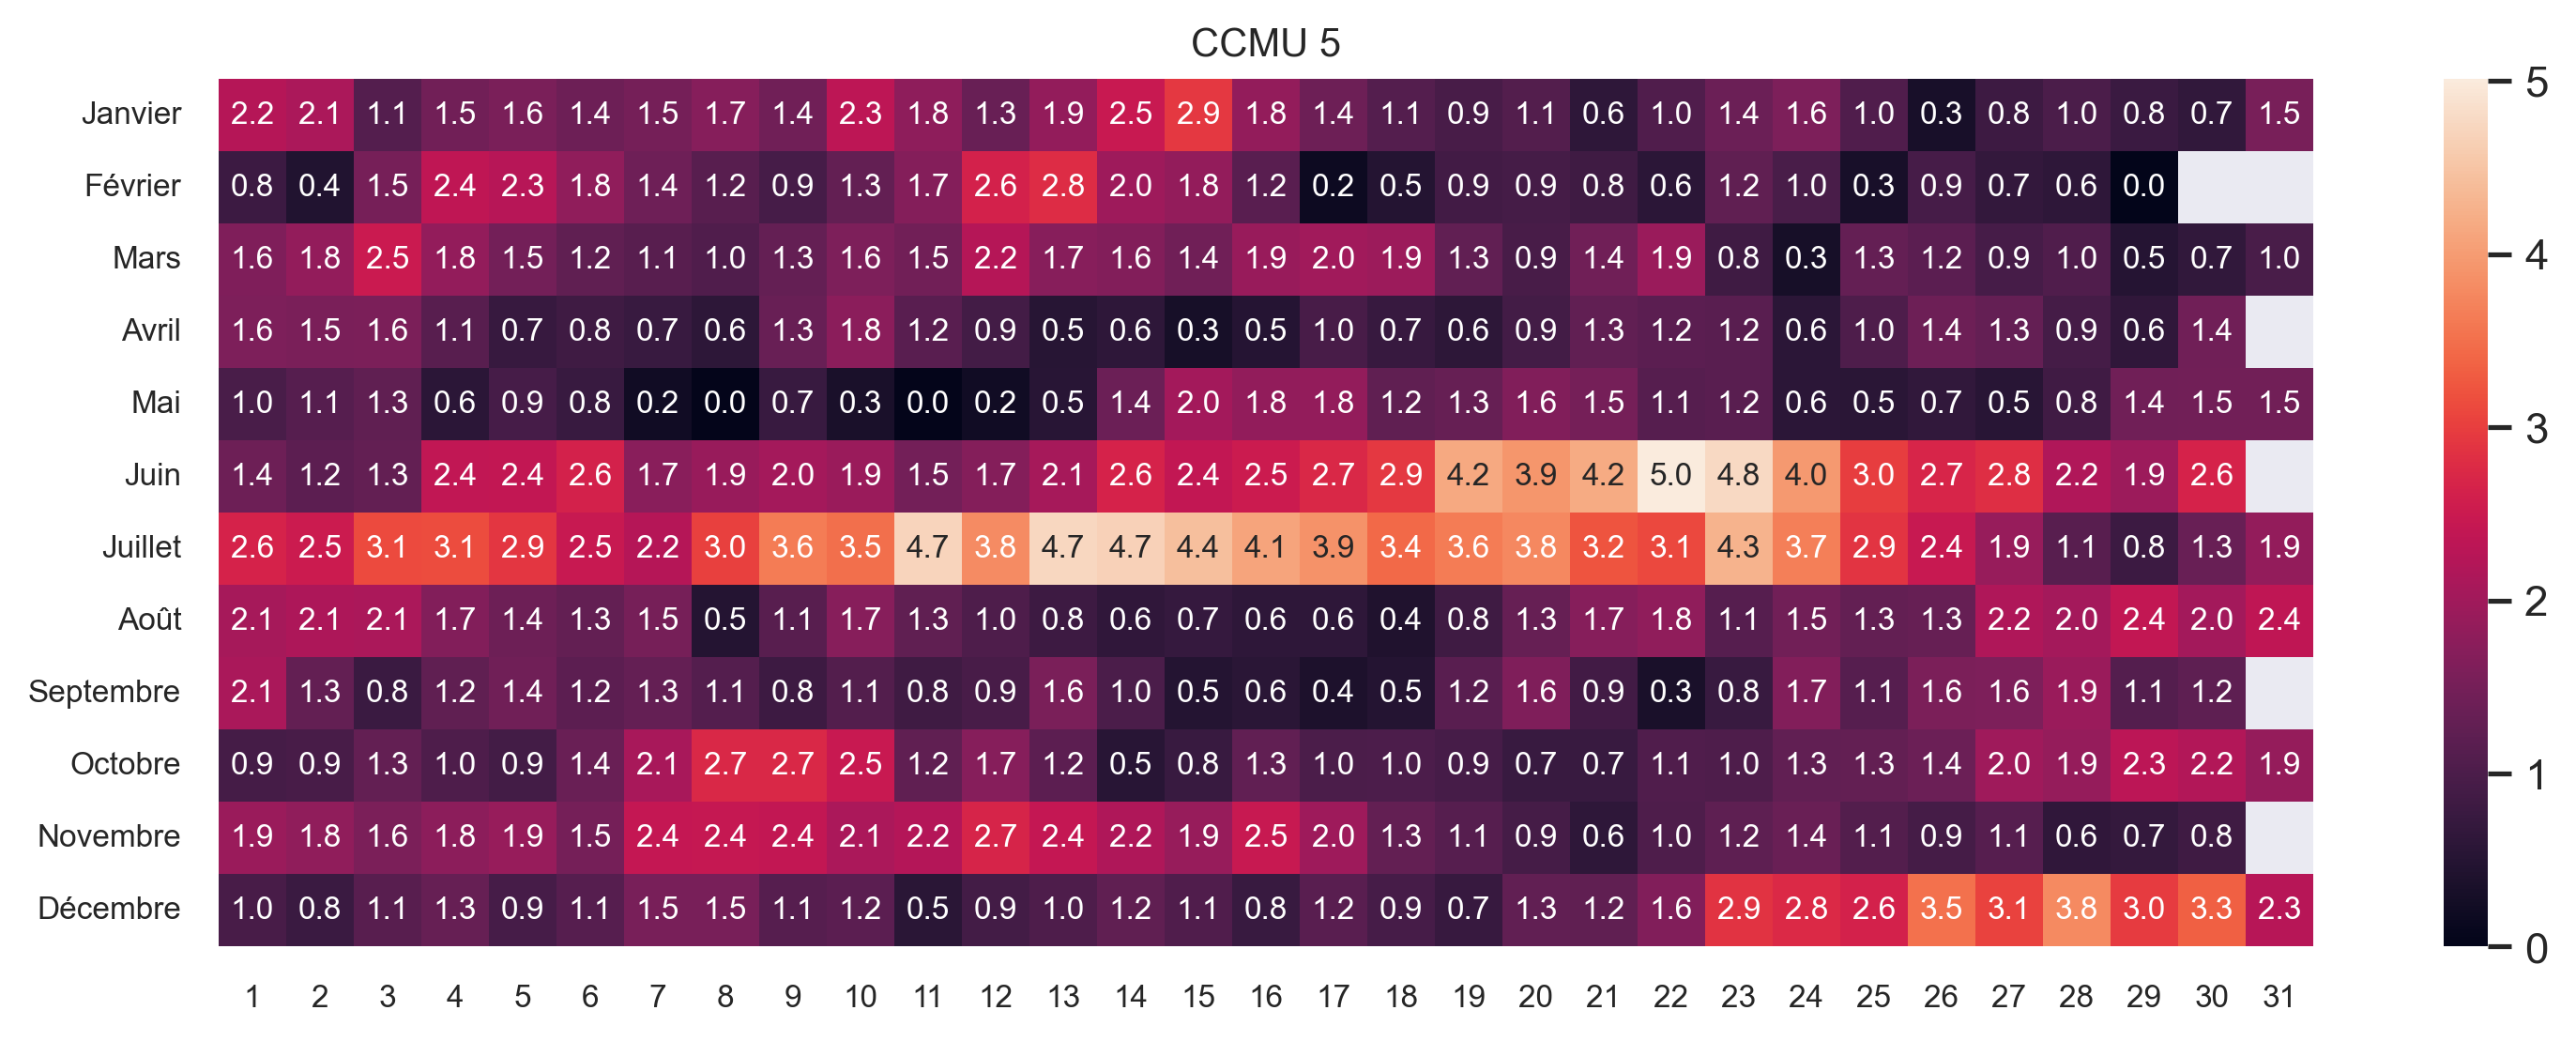 CCMU 5
Janvier 2.2 2.1 1.1 1.5 1.6 1.4 1.5 1.7 1.4 2.3 1.8 1.3 1.9 2.5 2.9 1.8 1.4 1.1 0.9 1.1 0.6 1.0 1.4 1.6 1.0 0.3 0.8 1.0 0.8 0.7 1.5
Février 0.8 0.4 1.5 2.4 2.3 1.8 1.4 1.2 0.9 1.3 1.7 2.6 2.8 2.0 1.8 1.2 0.2 0.5 0.9 0.9 0.8 0.6 1.2 1.0 0.3 0.9 0.7 0.6 0.0
Mars 1.6 1.8 2.5 1.8 1.5 1.2 1.1 1.0 1.3 1.6 1.5 2.2 1.7 1.6 1.4 1.9 2.0 1.9 1.3 0.9 1.4 1.9 0.8 0.3 1.3 1.2 0.9 1.0 0.5 0.7 1.0
Avril 1.6 1.5 1.6 1.1 0.7 0.8 0.7 0.6 1.3 1.8 1.2 0.9 0.5 0.6 0.3 0.5 1.0 0.7 0.6 0.9 1.3 1.2 1.2 0.6 1.0 1.4 1.3 0.9 0.6 1.4
Mai 1.0 1.1 1.3 0.6 0.9 0.8 0.2 0.0 0.7 0.3 0.0 0.2 0.5 1.4 2.0 1.8 1.8 1.2 1.3 1.6 1.5 1.1 1.2 0.6 0.5 0.7 0.5 0.8 1.4 1.5 1.5
Juin 1.4 1.2 1.3 2.4 2.4 2.6 1.7 1.9 2.0 1.9 1.5 1.7 2.1 2.6 2.4 2.5 2.7 2.9 4.2 3.9 4.2 5.0 4.8 4.0 3.0 2.7 2.8 2.2 1.9 2.6
Juillet 2.6 2.5 3.1 3.1 2.9 2.5 2.2 3.0 3.6 3.5 4.7 3.8 4.7 4.7 4.4 4.1 3.9 3.4 3.6 3.8 3.2 3.1 4.3 3.7 2.9 2.4 1.9 1.1 0.8 1.3 1.9
Août 2.1 2.1 2.1 1.7 1.4 1.3 1.5 0.5 1.1 1.7 1.3 1.0 0.8 0.6 0.7 0.6 0.6 0.4 0.8 1.3 1.7 1.8 1.1 1.5 1.3 1.3 2.2 2.0 2.4 2.0 2.4
Septembre 2.1 1.3 0.8 1.2 1.4 1.2 1.3 1.1 0.8 1.1 0.8 0.9 1.6 1.0 0.5 0.6 0.4 0.5 1.2 1.6 0.9 0.3 0.8 1.7 1.1 1.6 1.6 1.9 1.1 1.2
Octobre 0.9 0.9 1.3 1.0 0.9 1.4 2.1 2.7 2.7 2.5 1.2 1.7 1.2 0.5 0.8 1.3 1.0 1.0 0.9 0.7 0.7 1.1 1.0 1.3 1.3 1.4 2.0 1.9 2.3 2.2 1.9
Novembre 1.9 1.8 1.6 1.8 1.9 1.5 2.4 2.4 2.4 2.1 2.2 2.7 2.4 2.2 1.9 2.5 2.0 1.3 1.1 0.9 0.6 1.0 1.2 1.4 1.1 0.9 1.1 0.6 0.7 0.8
Décembre 1.0 0.8 1.1 1.3 0.9 1.1 1.5 1.5 1.1 1.2 0.5 0.9 1.0 1.2 1.1 0.8 1.2 0.9 0.7 1.3 1.2 1.6 2.9 2.8 2.6 3.5 3.1 3.8 3.0 3.3 2.3
1 2 3 4 5 6 7 8 9 10 11 12 13 14 15 16 17 18 19 20 21 22 23 24 25 26 27 28 29 30 31
5
4
3
2
1
0